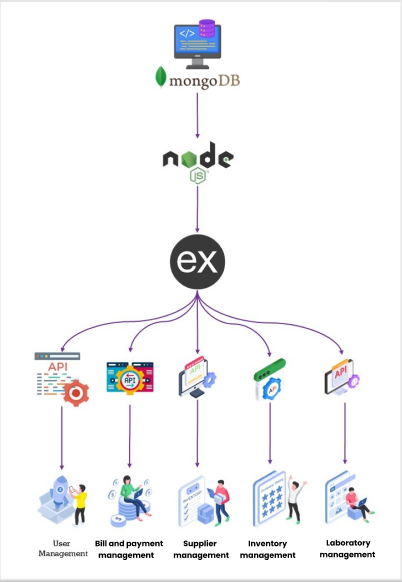 </>
mongoDB
node
JS
ex
API
API
API
API
API
User
Management
Bill and payment
management
Supplier
management
Inventory
management
Laboratory
management